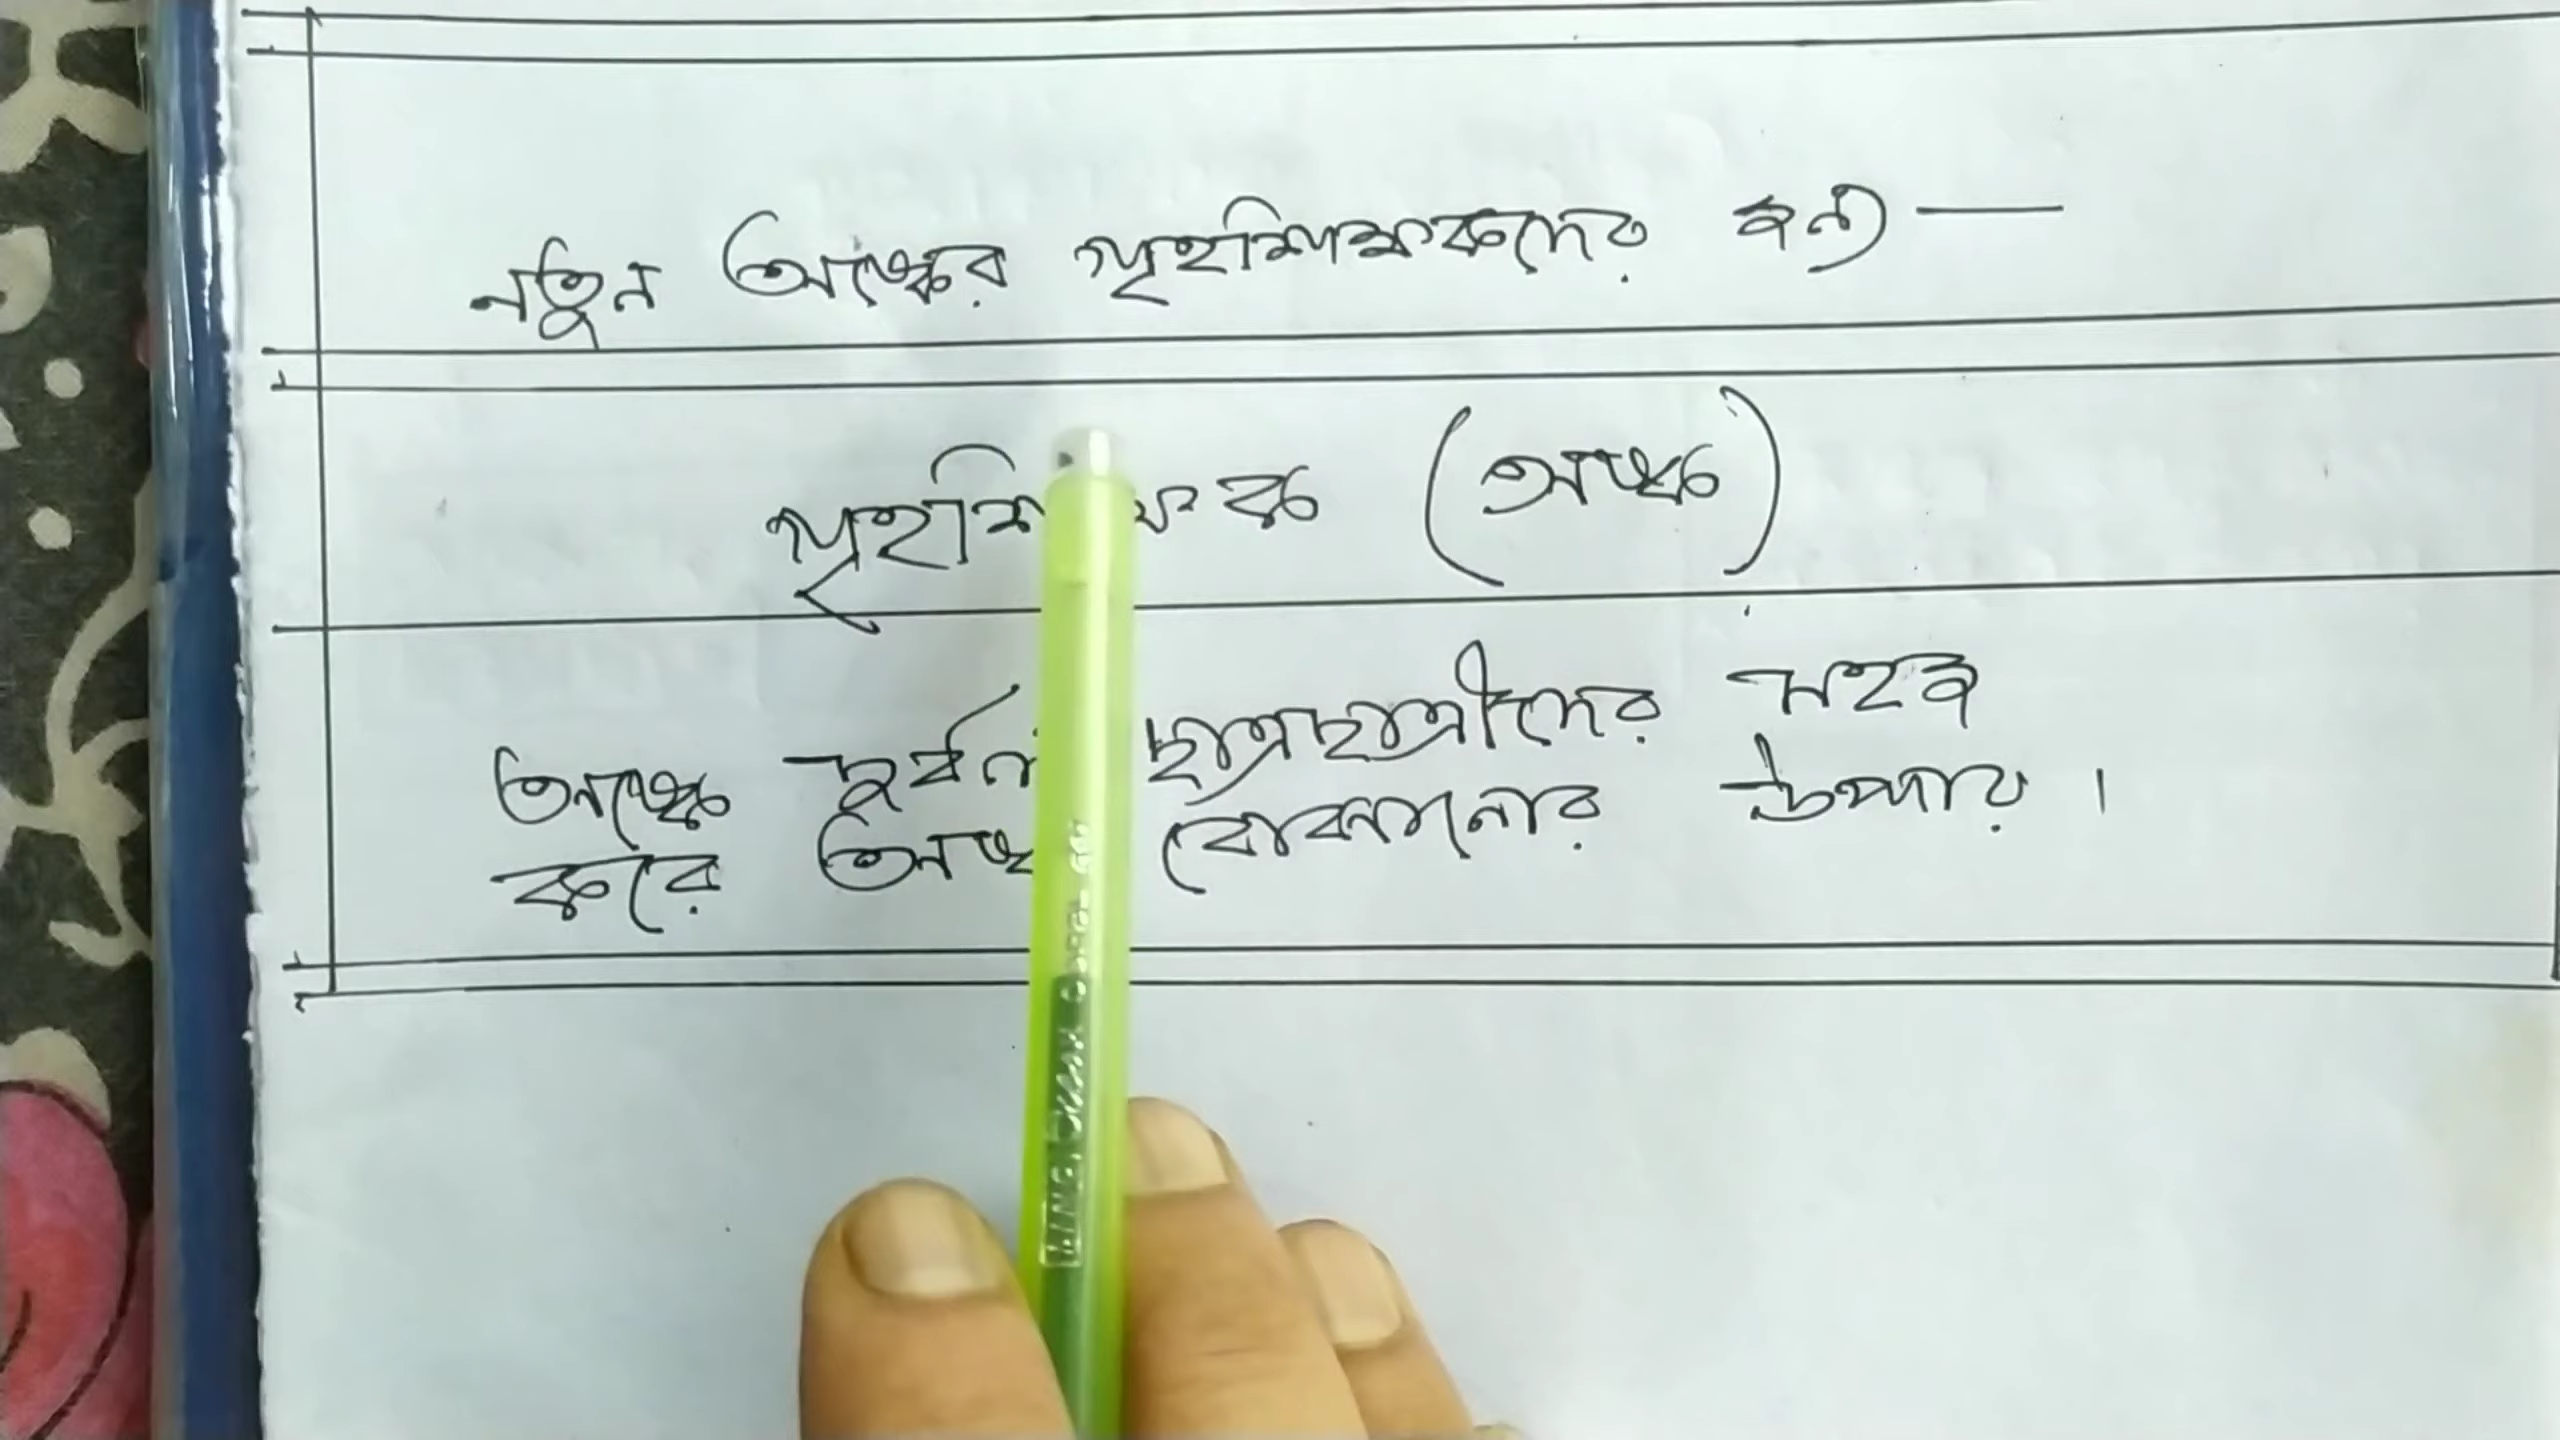 নতুন অঙ্কের গৃহশিক্ষকদের জন্য —
গৃহশিক্ষক (অঙ্ক)
অঙ্কে দুর্বল ছাত্রছাত্রীদের সহজ
করে অঙ্ক বোঝানোর উপায় ।